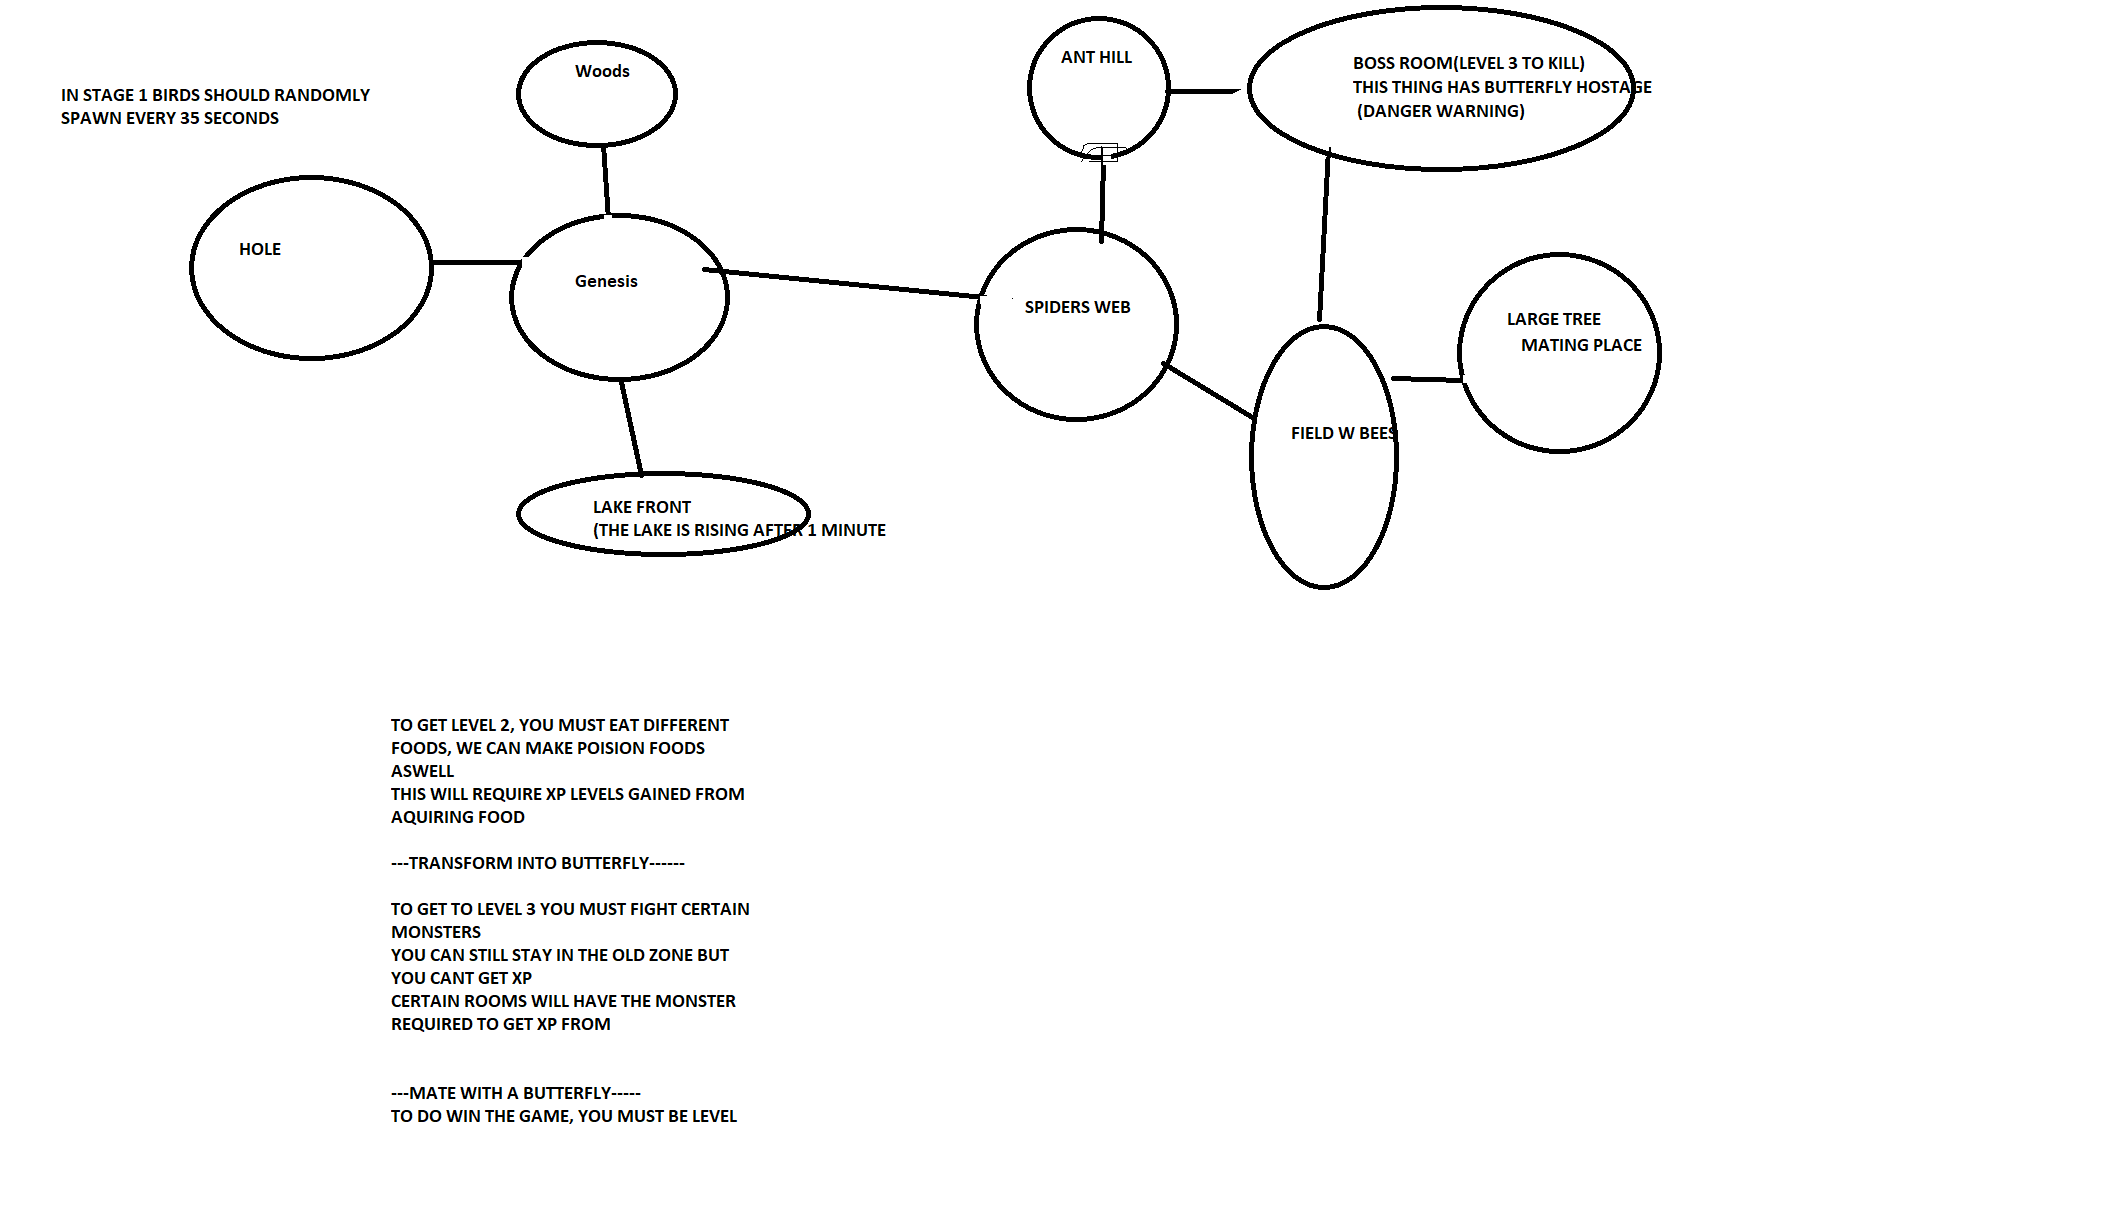 IN STAGE 1 BIRDS SHOULD RANDOMLY
SPAWN EVERY 35 SECONDS
Woods
HOLE
Genesis
LAKE FRONT
(THE LAKE IS RISING AFTER 1 MINUTE
ANT HILL
BOSS ROOM(LEVEL 3 TO KILL)
THIS THING HAS BUTTERFLY HOSTAGE
(DANGER WARNING)
SPIDERS WEB
FIELD W BEES
LARGE TREE
MATING PLACE
TO GET LEVEL 2, YOU MUST EAT DIFFERENT
FOODS, WE CAN MAKE POISION FOODS
ASWELL
THIS WILL REQUIRE XP LEVELS GAINED FROM
AQUIRING FOOD
---TRANSFORM INTO BUTTERFLY------
TO GET TO LEVEL 3 YOU MUST FIGHT CERTAIN
MONSTERS
YOU CAN STILL STAY IN THE OLD ZONE BUT
YOU CANT GET XP
CERTAIN ROOMS WILL HAVE THE MONSTER
REQUIRED TO GET XP FROM
---MATE WITH A BUTTERFLY-----
TO DO WIN THE GAME, YOU MUST BE LEVEL